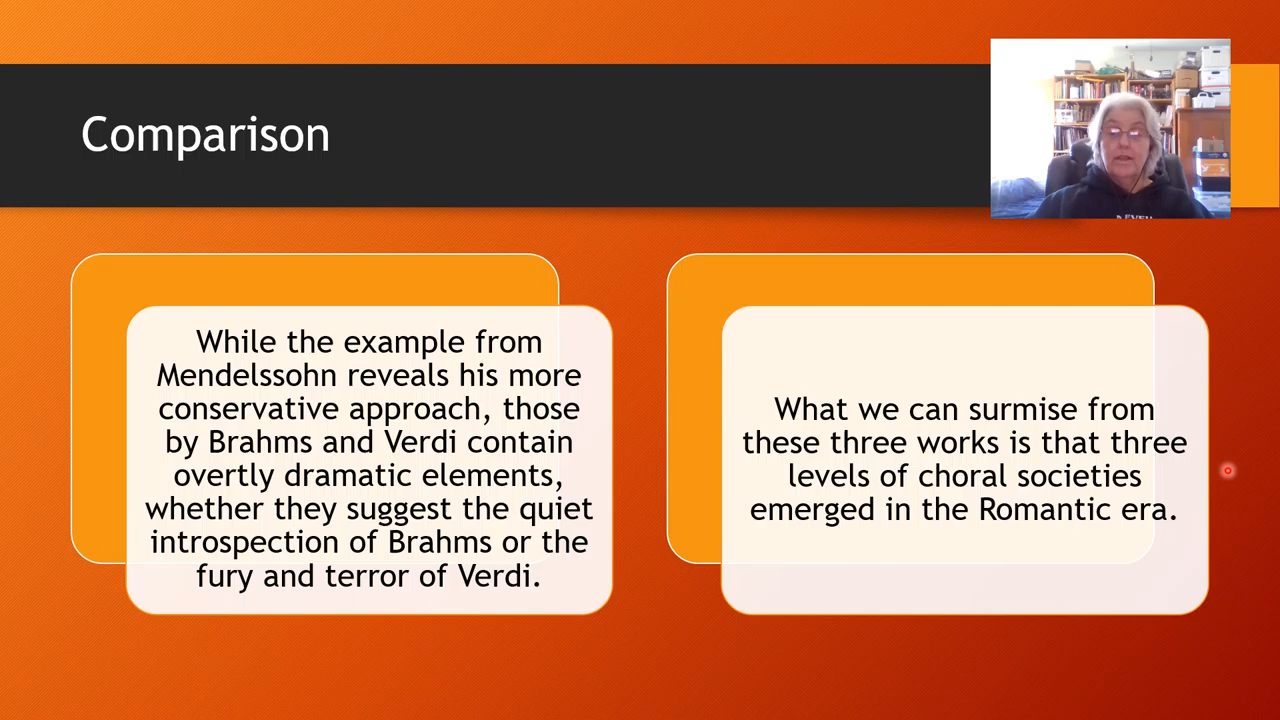 Comparison
While the example from
Mendelssohn reveals his more
conservative approach, those
by Brahms and Verdi contain
overtly dramatic elements,
whether they suggest the quiet
introspection of Brahms or the
fury and terror of Verdi.
What we can surmise from
these three works is that three
levels of choral societies
emerged in the Romantic era.